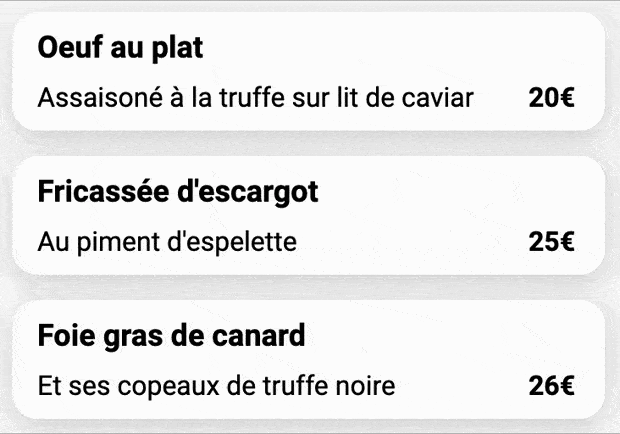 Oeuf au plat
Assaisoné à la truffe sur lit de caviar 20€
Fricassée d'escargot
Au piment d'espelette 25€
Foie gras de canard
Et ses copeaux de truffe noire 26€